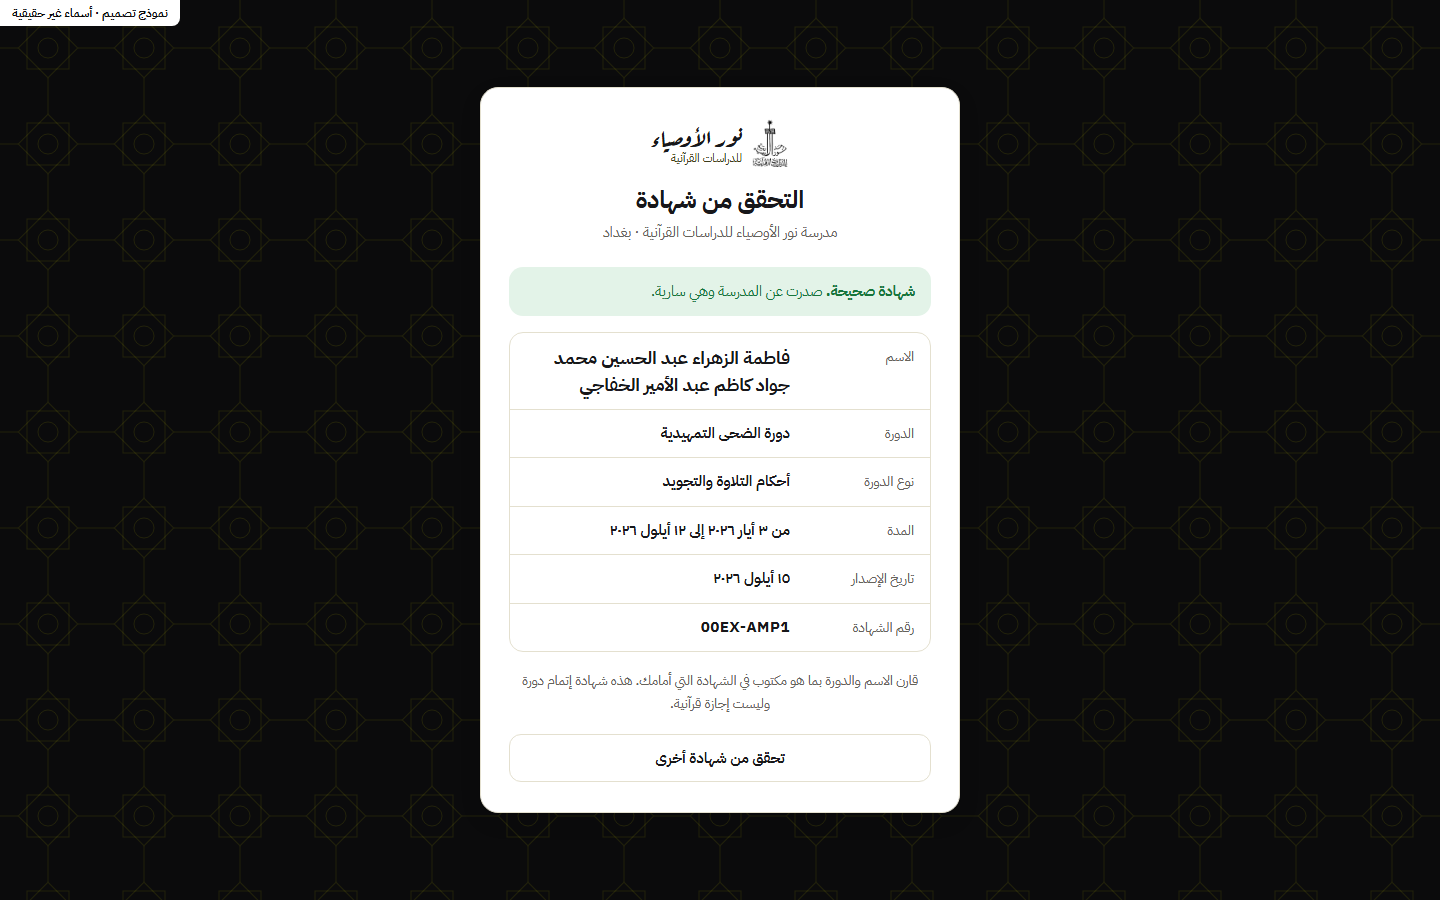 نموذج تصميم · أسماء غير حقيقية
نور الأوصياء
للدراسات القرآنية
التحقق من شهادة
مدرسة نور الأوصياء للدراسات القرآنية · بغداد
شهادة صحيحة. صدرت عن المدرسة وهي سارية.
الاسم
فاطمة الزهراء عبد الحسين محمد
جواد كاظم عبد الأمير الخفاجي
الدورة
دورة الضحى التمهيدية
نوع الدورة
أحكام التلاوة والتجويد
المدة
من ٣ أيار ٢٠٢٦ إلى ١٢ أيلول ٢٠٢٦
تاريخ الإصدار
١٥ أيلول ٢٠٢٦
رقم الشهادة
00EX-AMP1
قارن الاسم والدورة بما هو مكتوب في الشهادة التي أمامك. هذه شهادة إتمام دورة
وليست إجازة قرآنية.
تحقق من شهادة أخرى